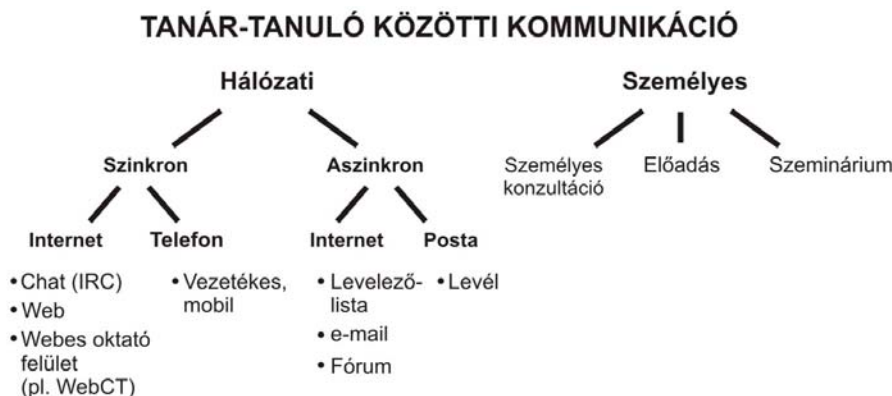 TANÁR-TANULÓ KÖZÖTTI KOMMUNIKÁCIÓ
Hálózati
Személyes
Szinkron
Aszinkron
Személyes
konzultáció
Előadás
Szeminárium
Internet
Telefon
Internet
Posta
• Chat (IRC)
• Web
• Webes oktató
felület
(pl. WebCT)
• Vezetékes,
mobil
• Levelező-
lista
• e-mail
• Fórum
• Levél